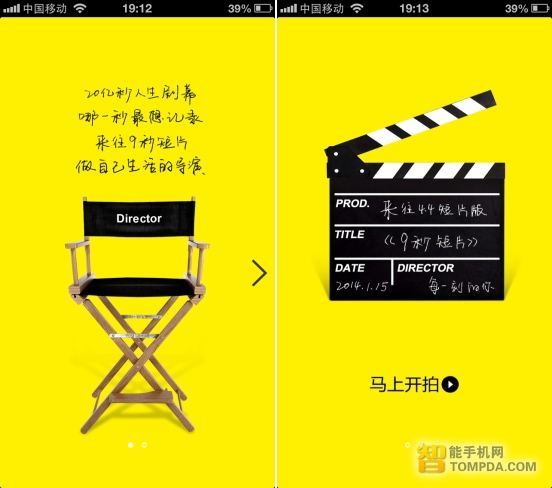 中国移动 19:12 39%
20亿秒人生剧幕
哪一秒最想记录
来往9秒短片
做自己生活的导演
Director
中国移动 19:13 39%
PROD. 来往4.4短片版
TITLE 《9秒短片》
DATE DIRECTOR
2014.1.15 每一刻的你
马上开拍
智能手机网
TOMPDA.COM